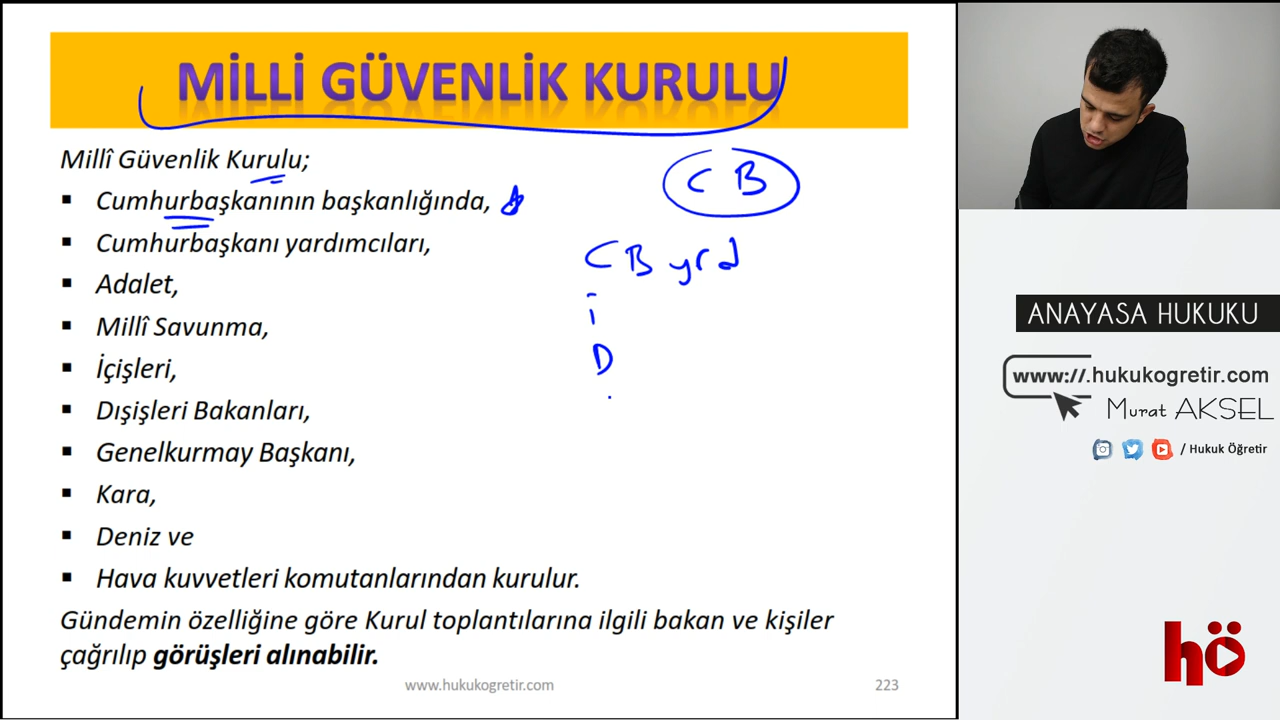 MİLLİ GÜVENLİK KURULU
Millî Güvenlik Kurulu;
▪ Cumhurbaşkanının başkanlığında,
▪ Cumhurbaşkanı yardımcıları,
▪ Adalet,
▪ Millî Savunma,
▪ İçişleri,
▪ Dışişleri Bakanları,
▪ Genelkurmay Başkanı,
▪ Kara,
▪ Deniz ve
▪ Hava kuvvetleri komutanlarından kurulur.
Gündemin özelliğine göre Kurul toplantılarına ilgili bakan ve kişiler
çağrılıp görüşleri alınabilir.
www.hukukogretir.com
223
CB
CB yrd
İ
D
ANAYASA HUKUKU
www://.hukukogretir.com
Murat AKSEL
/ Hukuk Öğretir
hö